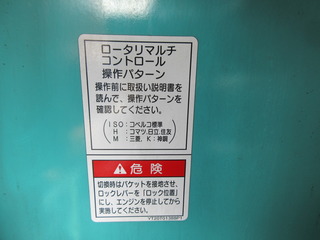 ロータリマルチ
コントロール
操作パターン
操作前に取扱い説明書を
読んで、操作パターンを
確認してください。
ISO：コベルコ標準
H ：コマツ、日立、住友
M ：三菱、K：神鋼
危険
切換時はバケットを接地させ、
ロックレバーを「ロック位置」
にし、エンジンを停止してから
実施してください。